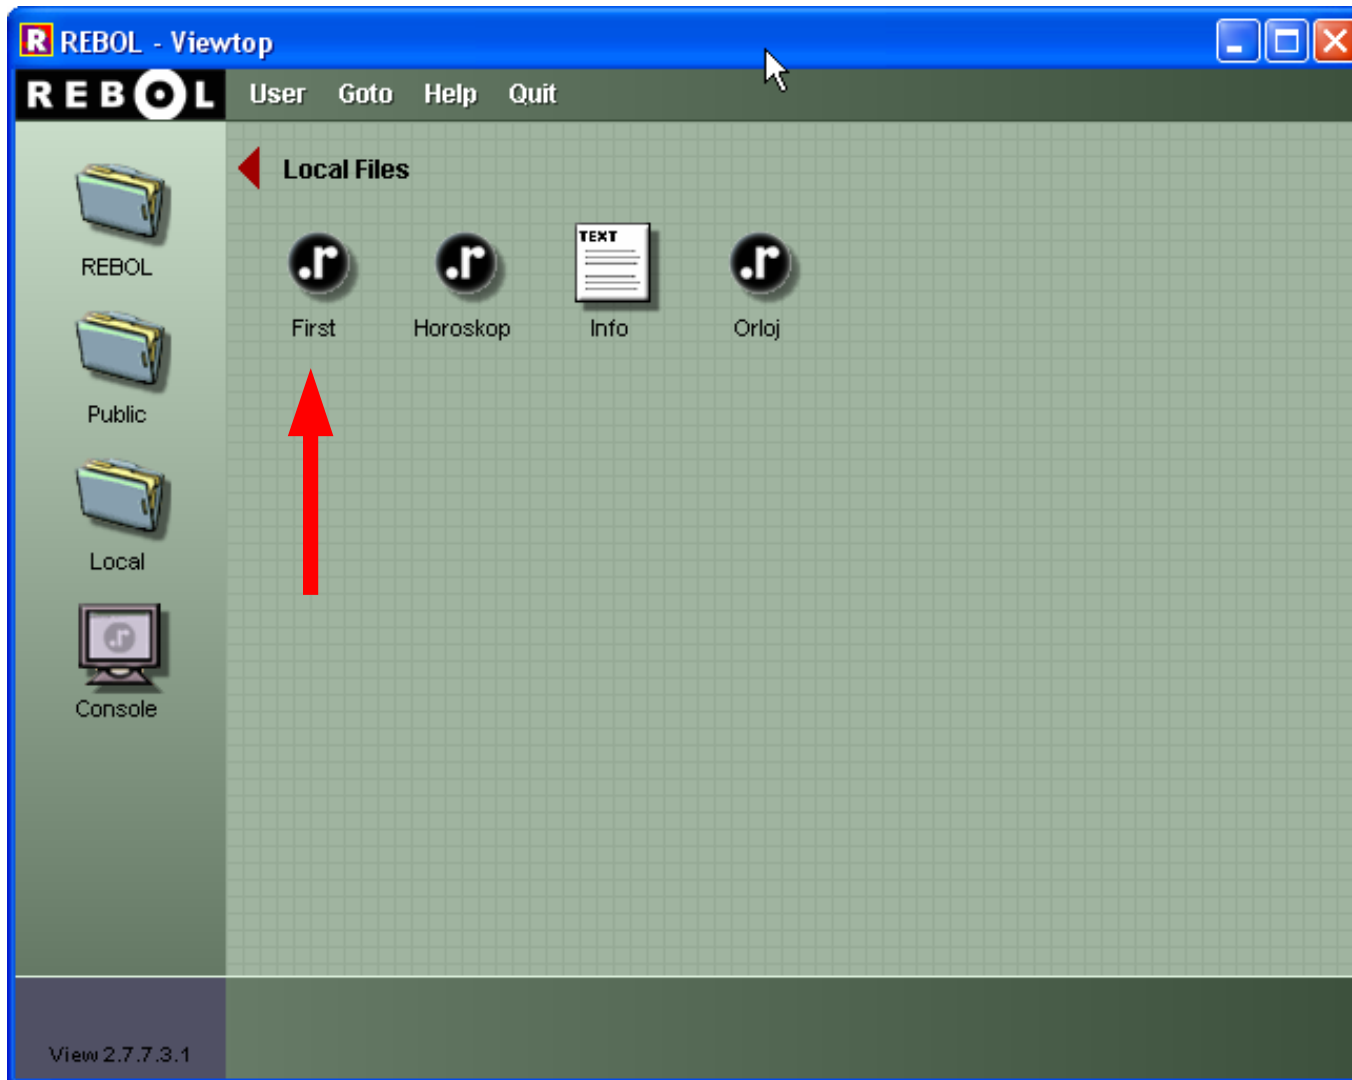 REBOL - Viewtop
REBOL User Goto Help Quit
Local Files
REBOL
Public
Local
Console
TEXT
First Horoskop Info Orloj
View 2.7.7.3.1